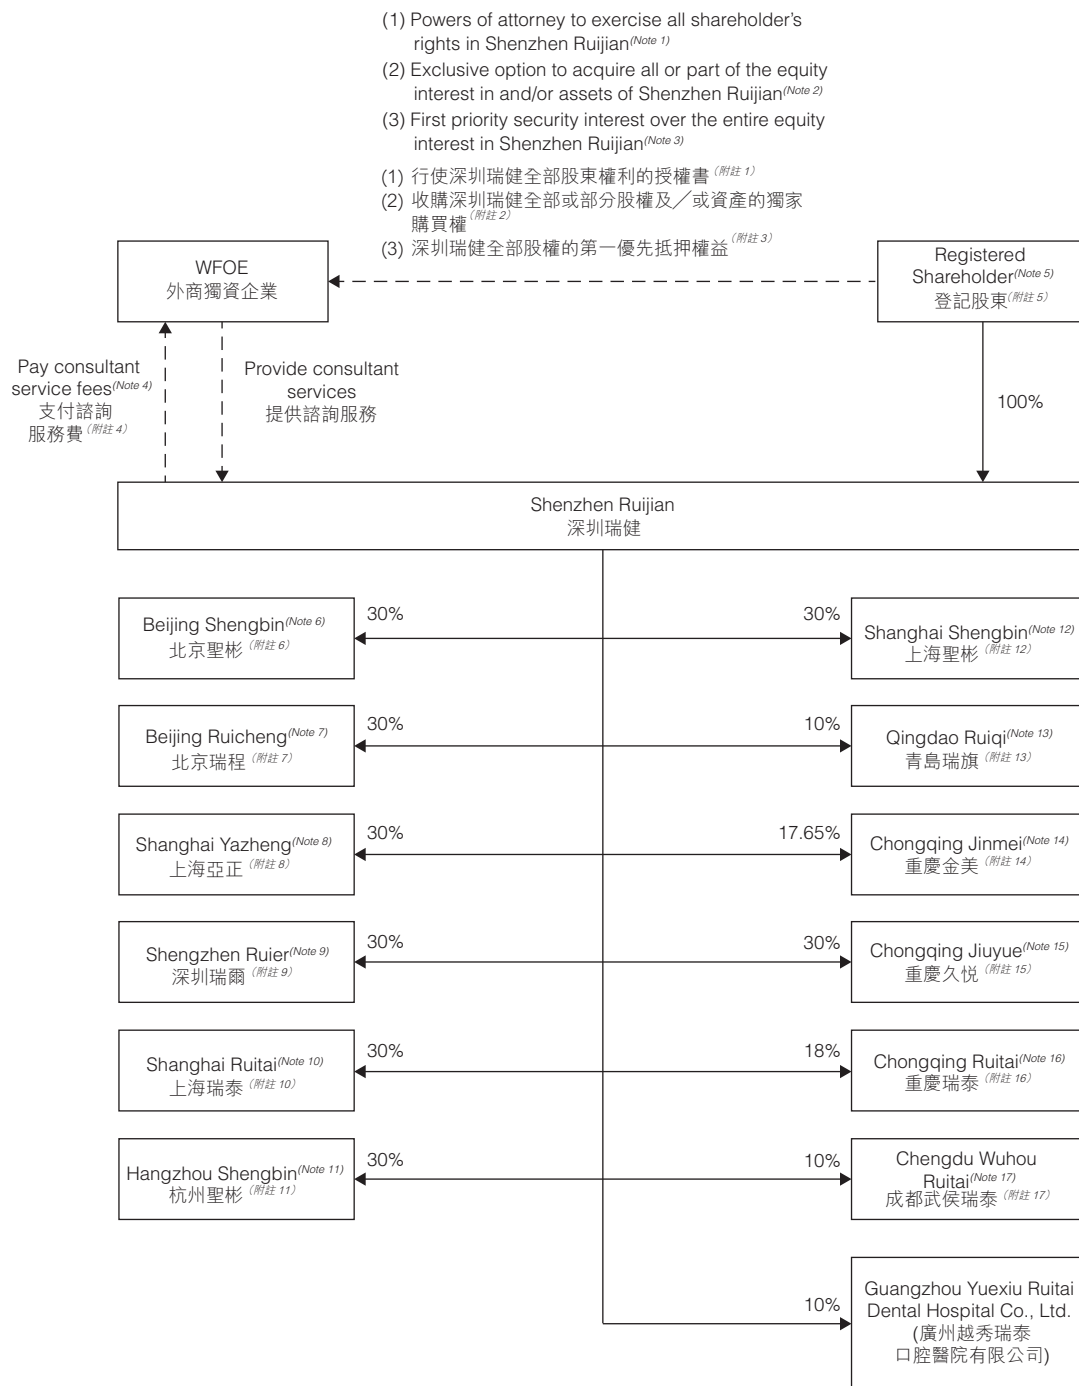 (1) Powers of attorney to exercise all shareholder's
rights in Shenzhen Ruijian(Note 1)
(2) Exclusive option to acquire all or part of the equity
interest in and/or assets of Shenzhen Ruijian(Note 2)
(3) First priority security interest over the entire equity
interest in Shenzhen Ruijian(Note 3)
(1) 行使深圳瑞健全部股東權利的授權書(附註 1)
(2) 收購深圳瑞健全部或部分股權及╱或資產的獨家
購買權(附註 2)
(3) 深圳瑞健全部股權的第一優先抵押權益(附註 3)
WFOE
外商獨資企業
Registered
Shareholder(Note 5)
登記股東(附註 5)
Pay consultant
service fees(Note 4)
支付諮詢
服務費(附註 4)
Provide consultant
services
提供諮詢服務
100%
Shenzhen Ruijian
深圳瑞健
Beijing Shengbin(Note 6)
北京聖彬(附註 6)
30%
30%
Shanghai Shengbin(Note 12)
上海聖彬(附註 12)
Beijing Ruicheng(Note 7)
北京瑞程(附註 7)
30%
10%
Qingdao Ruiqi(Note 13)
青島瑞旗(附註 13)
Shanghai Yazheng(Note 8)
上海亞正(附註 8)
30%
17.65%
Chongqing Jinmei(Note 14)
重慶金美(附註 14)
Shengzhen Ruier(Note 9)
深圳瑞爾(附註 9)
30%
30%
Chongqing Jiuyue(Note 15)
重慶久悦(附註 15)
Shanghai Ruitai(Note 10)
上海瑞泰(附註 10)
30%
18%
Chongqing Ruitai(Note 16)
重慶瑞泰(附註 16)
Hangzhou Shengbin(Note 11)
杭州聖彬(附註 11)
30%
10%
Chengdu Wuhou
Ruitai(Note 17)
成都武侯瑞泰(附註 17)
10%
Guangzhou Yuexiu Ruitai
Dental Hospital Co., Ltd.
(廣州越秀瑞泰
口腔醫院有限公司)